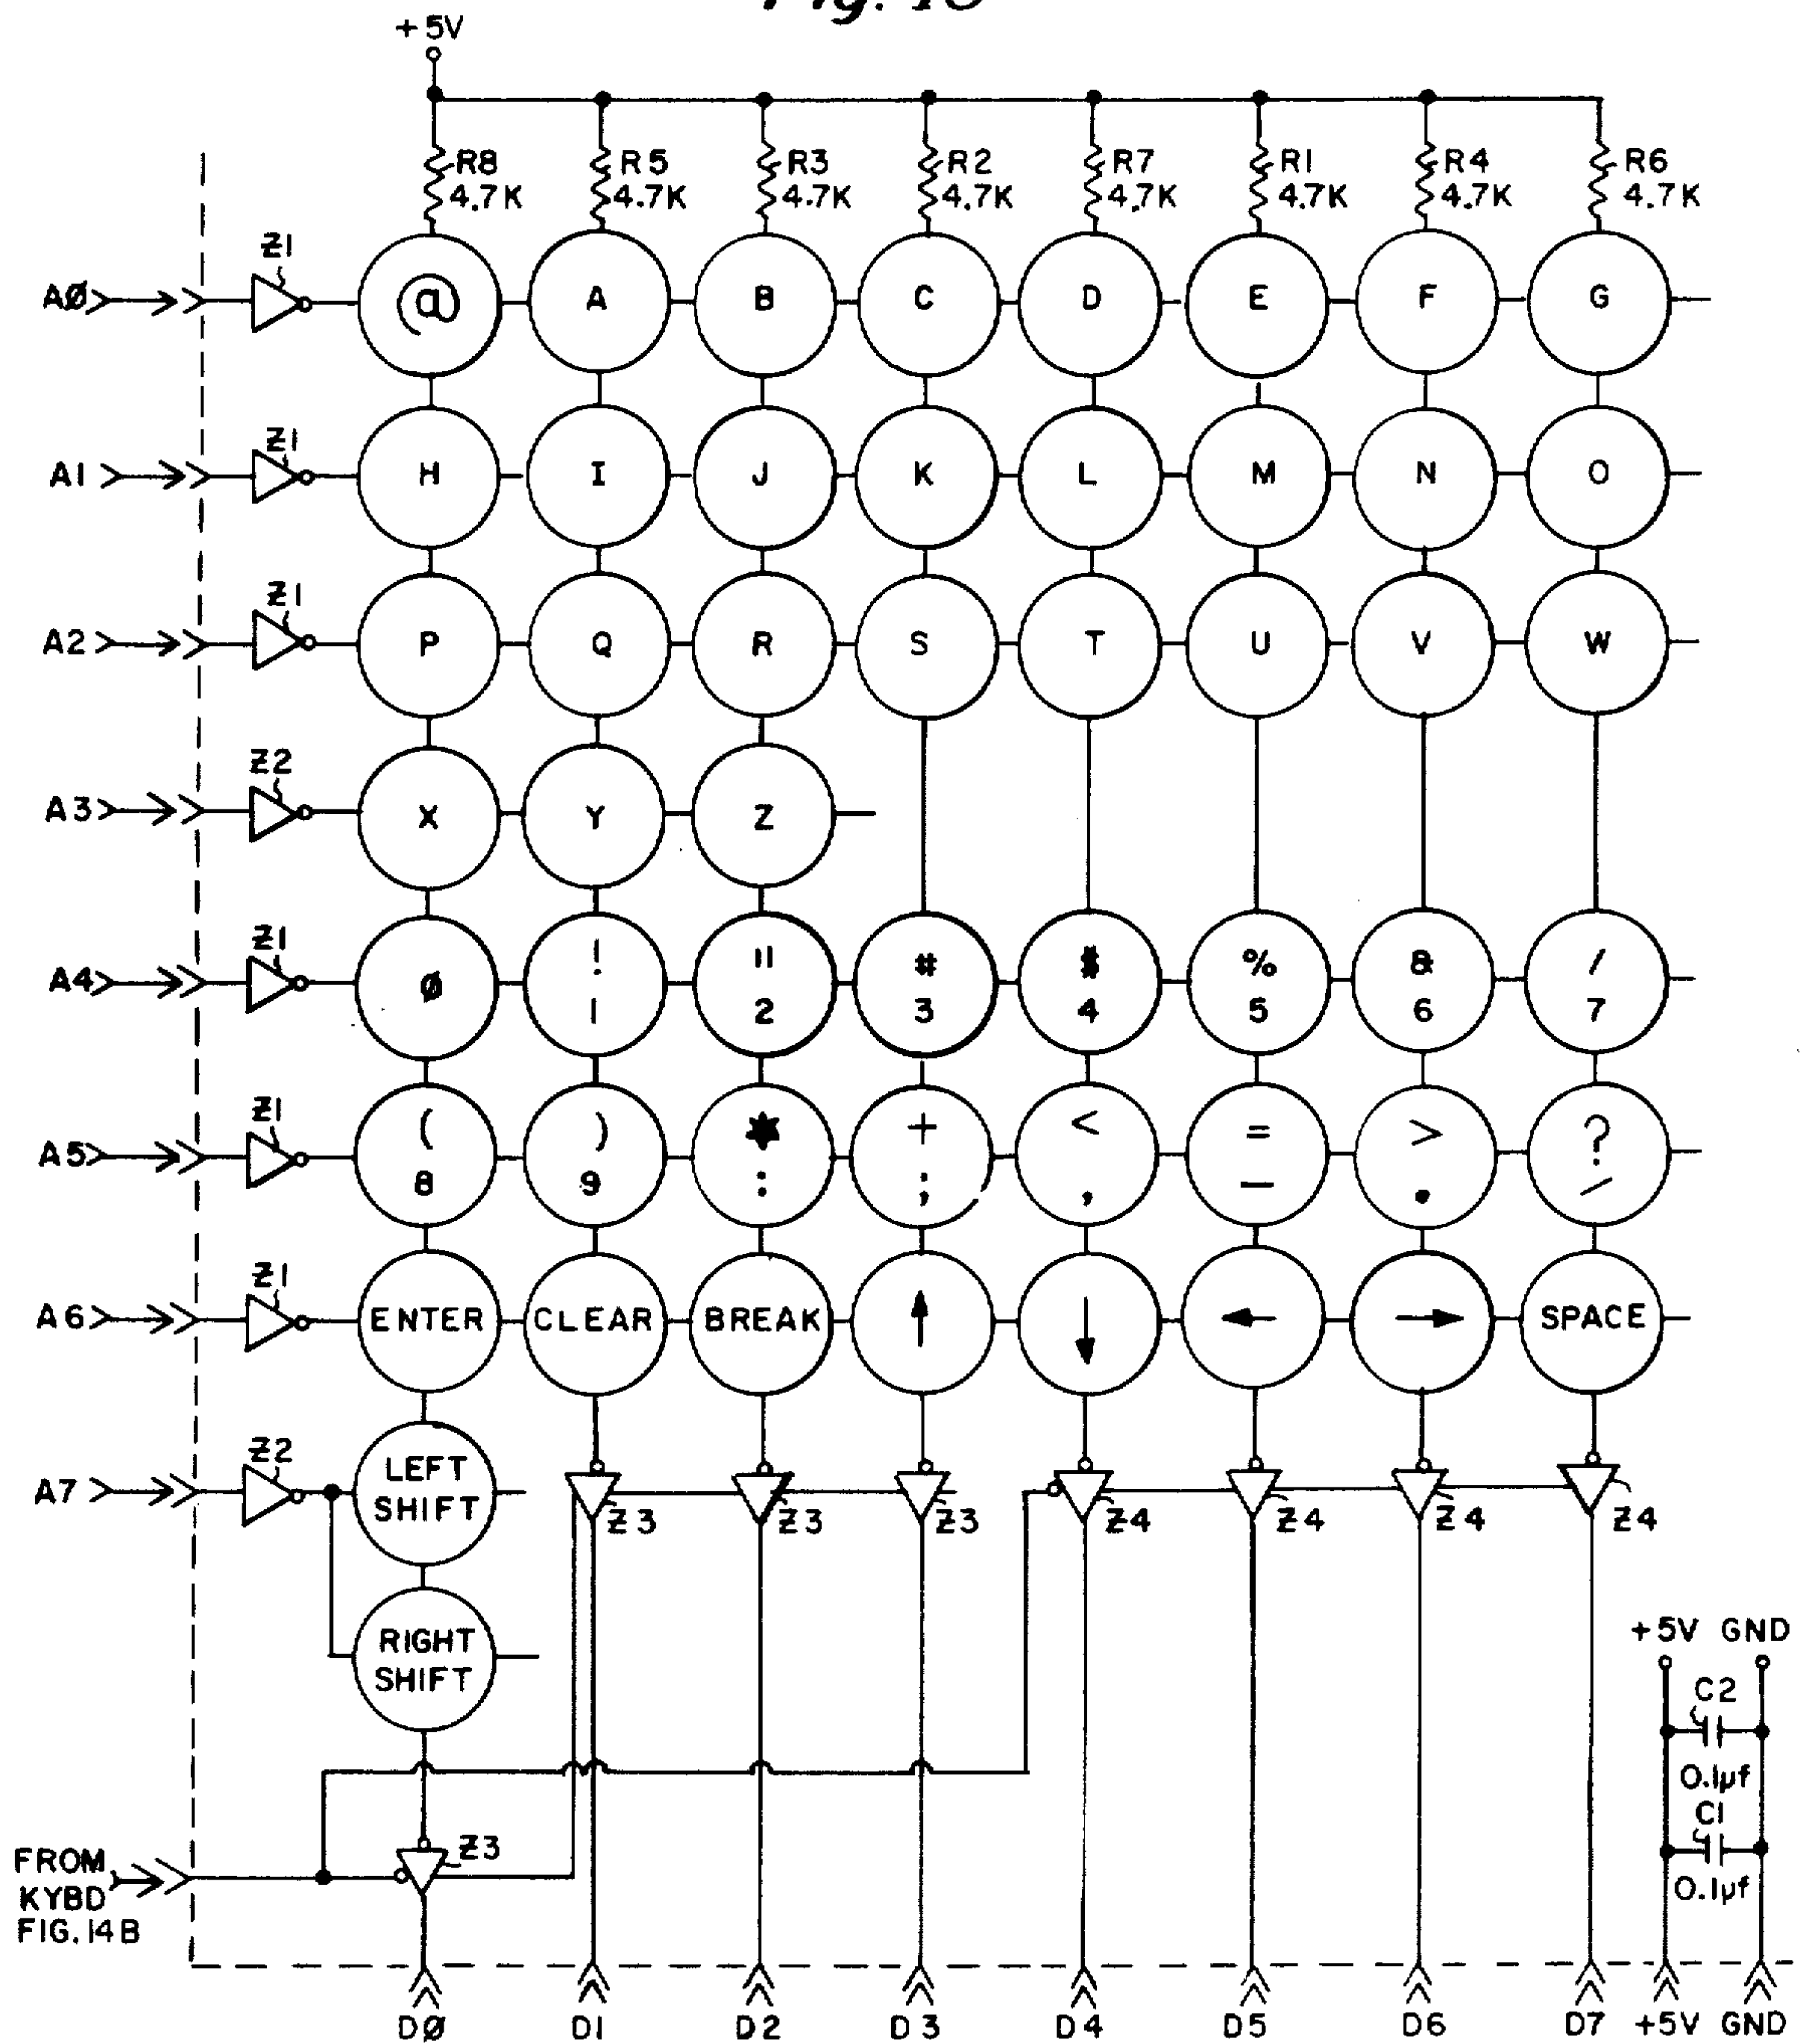 +5V
R8 R5 R3 R2 R7 R1 R4 R6
4.7K 4.7K 4.7K 4.7K 4.7K 4.7K 4.7K 4.7K
Z1
AØ @ A B C D E F G
Z1
A1 H I J K L M N O
Z1
A2 P Q R S T U V W
Z2
A3 X Y Z
Z1
! " # $ % & /
A4 Ø
1 2 3 4 5 6 7
Z1
( ) * + < = > ?
A5
8 9 : ; , - . /
Z1
A6 ENTER CLEAR BREAK ↑ ↓ ← → SPACE
Z2
A7 LEFT
SHIFT Z3 Z3 Z3 Z4 Z4 Z4 Z4
RIGHT
SHIFT
+5V GND
C2
0.1µf
C1
0.1µf
Z3
FROM
KYBD
FIG.14B
DØ D1 D2 D3 D4 D5 D6 D7 +5V GND